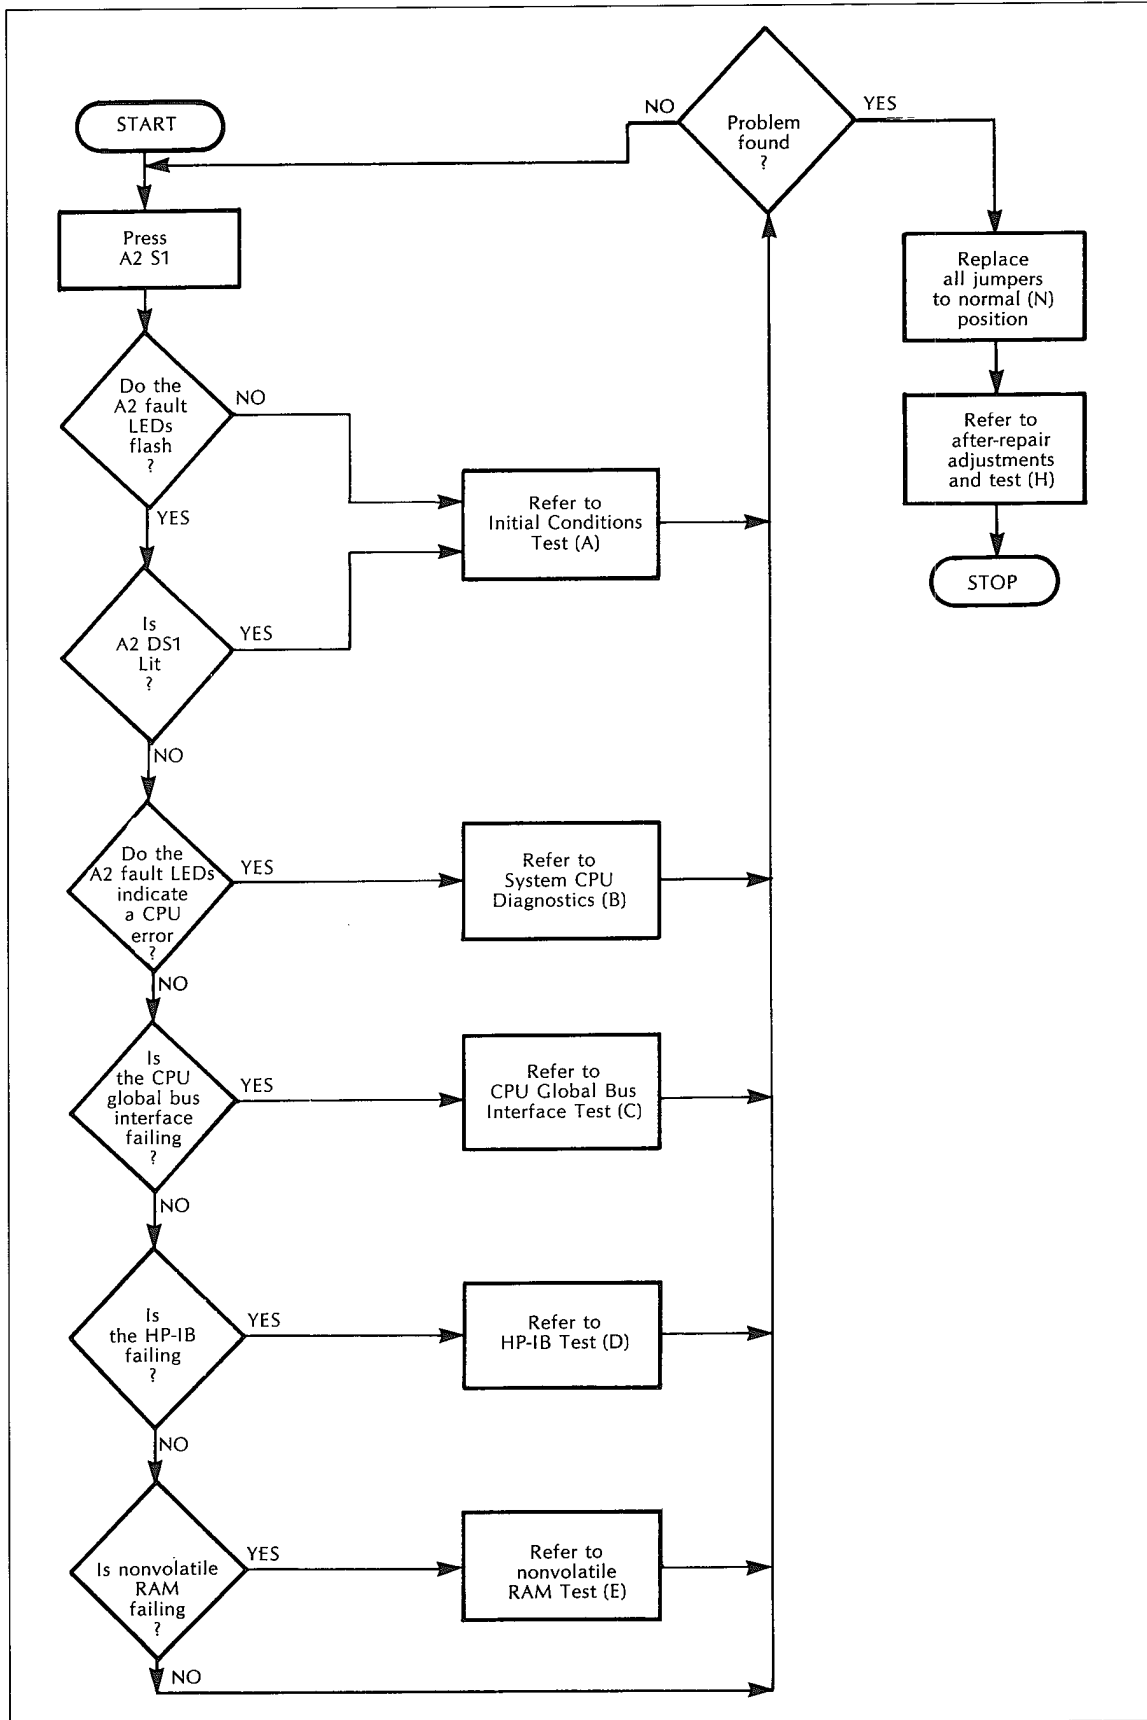 START
Press
A2 S1
Do the
A2 fault
LEDs
flash
?
NO
YES
Is
A2 DS1
Lit
?
YES
NO
Refer to
Initial Conditions
Test (A)
Do the
A2 fault LEDs
indicate
a CPU
error
?
YES
NO
Refer to
System CPU
Diagnostics (B)
Is
the CPU
global bus
interface
failing
?
YES
NO
Refer to
CPU Global Bus
Interface Test (C)
Is
the HP-IB
failing
?
YES
NO
Refer to
HP-IB Test (D)
Is nonvolatile
RAM
failing
?
YES
NO
Refer to
nonvolatile
RAM Test (E)
Problem
found
?
NO
YES
Replace
all jumpers
to normal (N)
position
Refer to
after-repair
adjustments
and test (H)
STOP